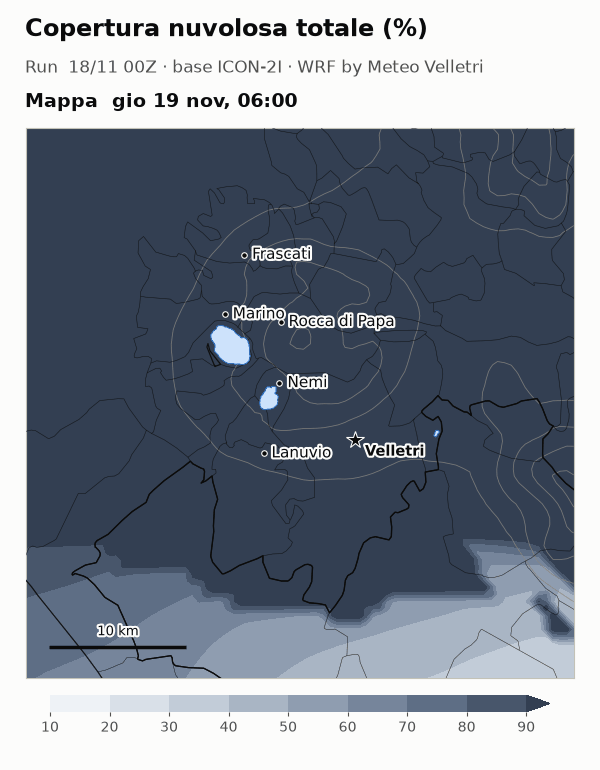 Copertura nuvolosa totale (%)
Run 18/11 00Z · base ICON-2I · WRF by Meteo Velletri
Mappa gio 19 nov, 06:00
Frascati
Marino
Rocca di Papa
Nemi
Velletri
Lanuvio
10 km
10 20 30 40 50 60 70 80 90